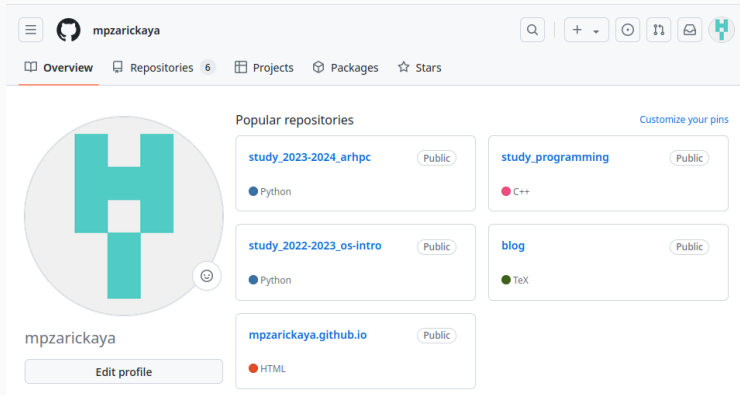 mpzarickaya
Overview Repositories 6 Projects Packages Stars
Popular repositories Customize your pins
study_2023-2024_arhpc Public
Python
study_programming Public
C++
study_2022-2023_os-intro Public
Python
blog Public
TeX
mpzarickaya.github.io Public
HTML
mpzarickaya
Edit profile